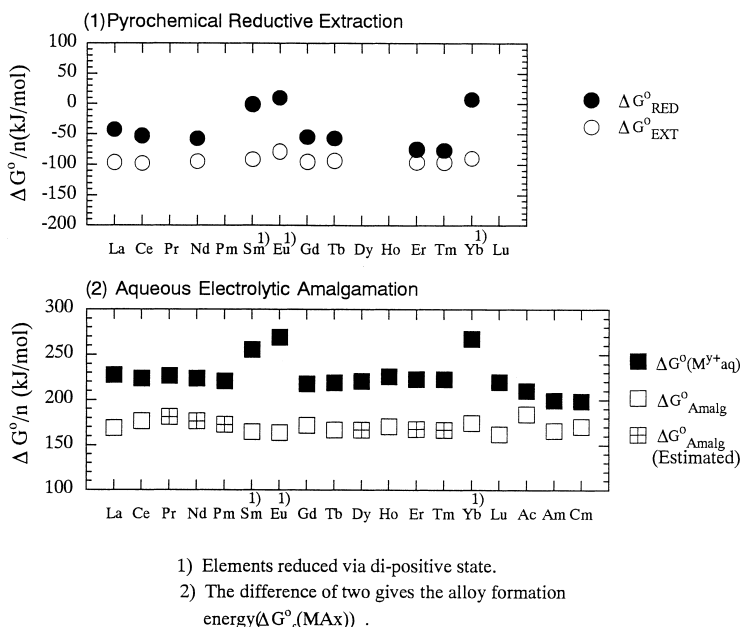 (1)Pyrochemical Reductive Extraction
ΔG°/n(kJ/mol)
100
50
0
-50
-100
-150
-200
La Ce Pr Nd Pm Sm 1) Eu 1) Gd Tb Dy Ho Er Tm Yb 1) Lu
ΔG°RED
ΔG°EXT
(2) Aqueous Electrolytic Amalgamation
ΔG°/n (kJ/mol)
300
250
200
150
100
La Ce Pr Nd Pm Sm 1) Eu 1) Gd Tb Dy Ho Er Tm Yb 1) Lu Ac Am Cm
ΔG°(My+aq)
ΔG°Amalg
ΔG°Amalg
(Estimated)
1) Elements reduced via di-positive state.
2) The difference of two gives the alloy formation
energy(ΔG°f(MAx)) .